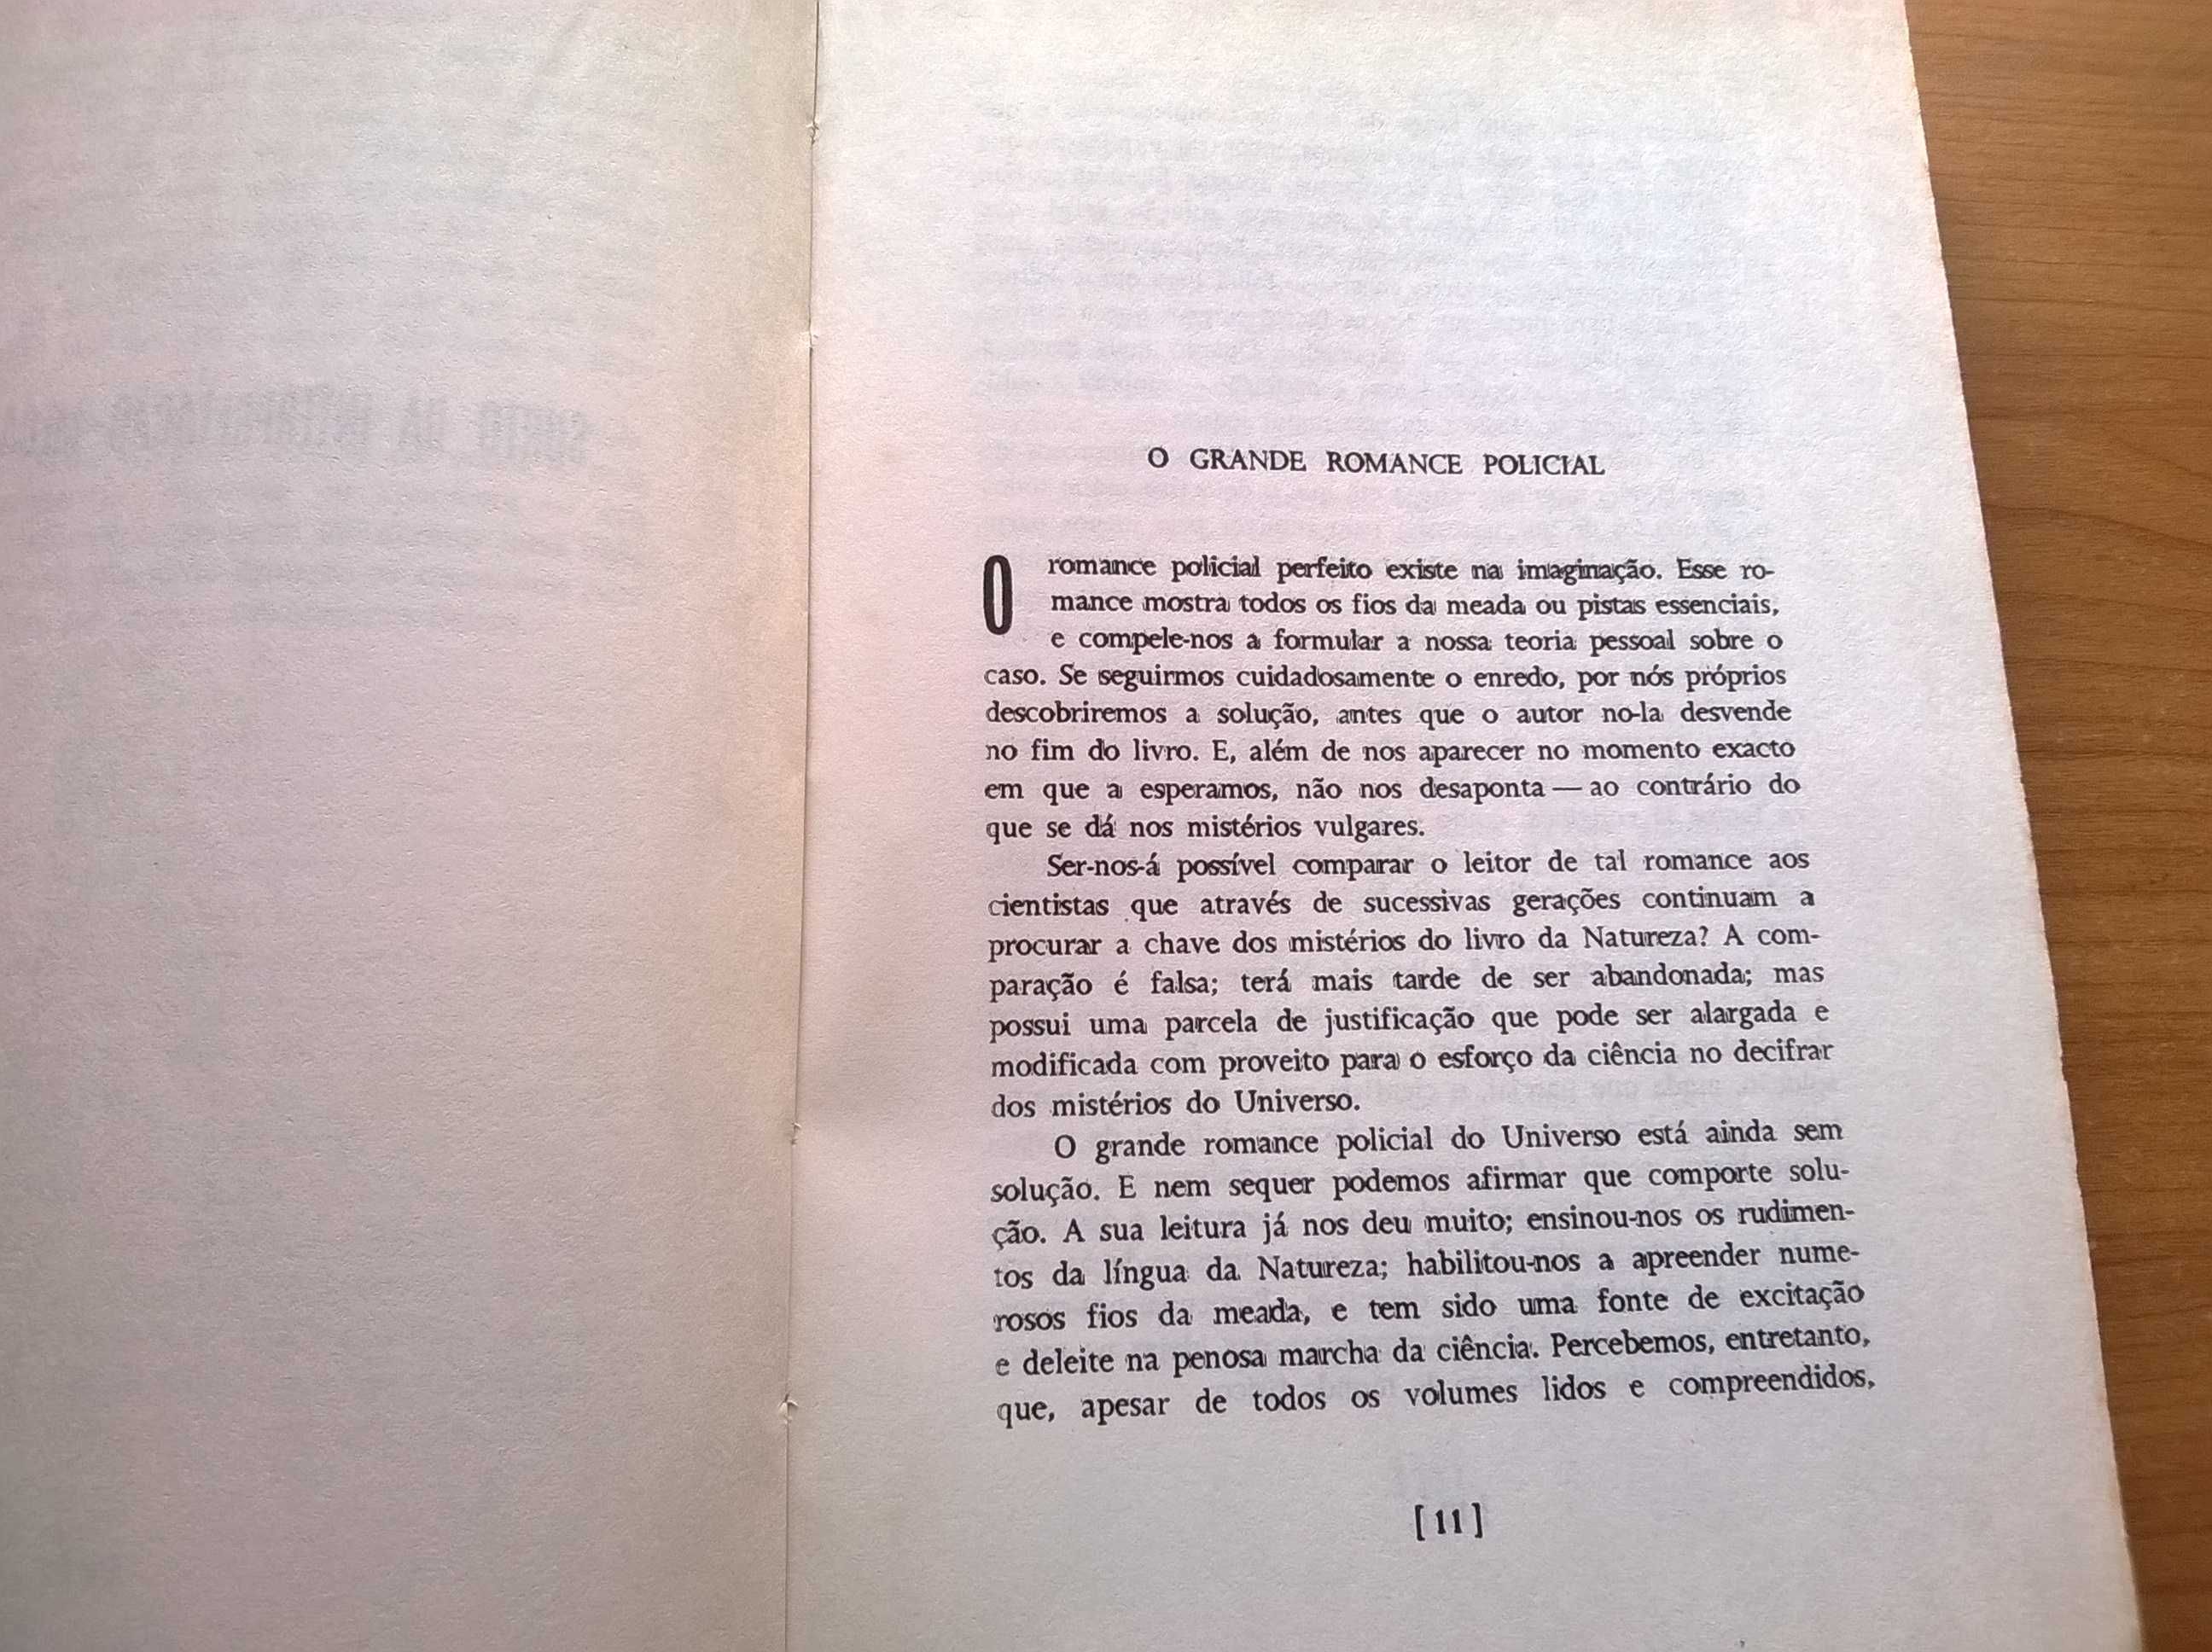 O GRANDE ROMANCE POLICIAL
O romance policial perfeito existe na imaginação. Esse ro-
mance mostra todos os fios da meada ou pistas essenciais,
e compele-nos a formular a nossa teoria pessoal sobre o
caso. Se seguirmos cuidadosamente o enredo, por nós próprios
descobriremos a solução, antes que o autor no-la desvende
no fim do livro. E, além de nos aparecer no momento exacto
em que a esperamos, não nos desaponta — ao contrário do
que se dá nos mistérios vulgares.
Ser-nos-á possível comparar o leitor de tal romance aos
cientistas que através de sucessivas gerações continuam a
procurar a chave dos mistérios do livro da Natureza? A com-
paração é falsa; terá mais tarde de ser abandonada; mas
possui uma parcela de justificação que pode ser alargada e
modificada com proveito para o esforço da ciência no decifrar
dos mistérios do Universo.
O grande romance policial do Universo está ainda sem
solução. E nem sequer podemos afirmar que comporte solu-
ção. A sua leitura já nos deu muito; ensinou-nos os rudimen-
tos da língua da Natureza; habilitou-nos a apreender nume-
rosos fios da meada, e tem sido uma fonte de excitação
e deleite na penosa marcha da ciência. Percebemos, entretanto,
que, apesar de todos os volumes lidos e compreendidos,
[ 11 ]